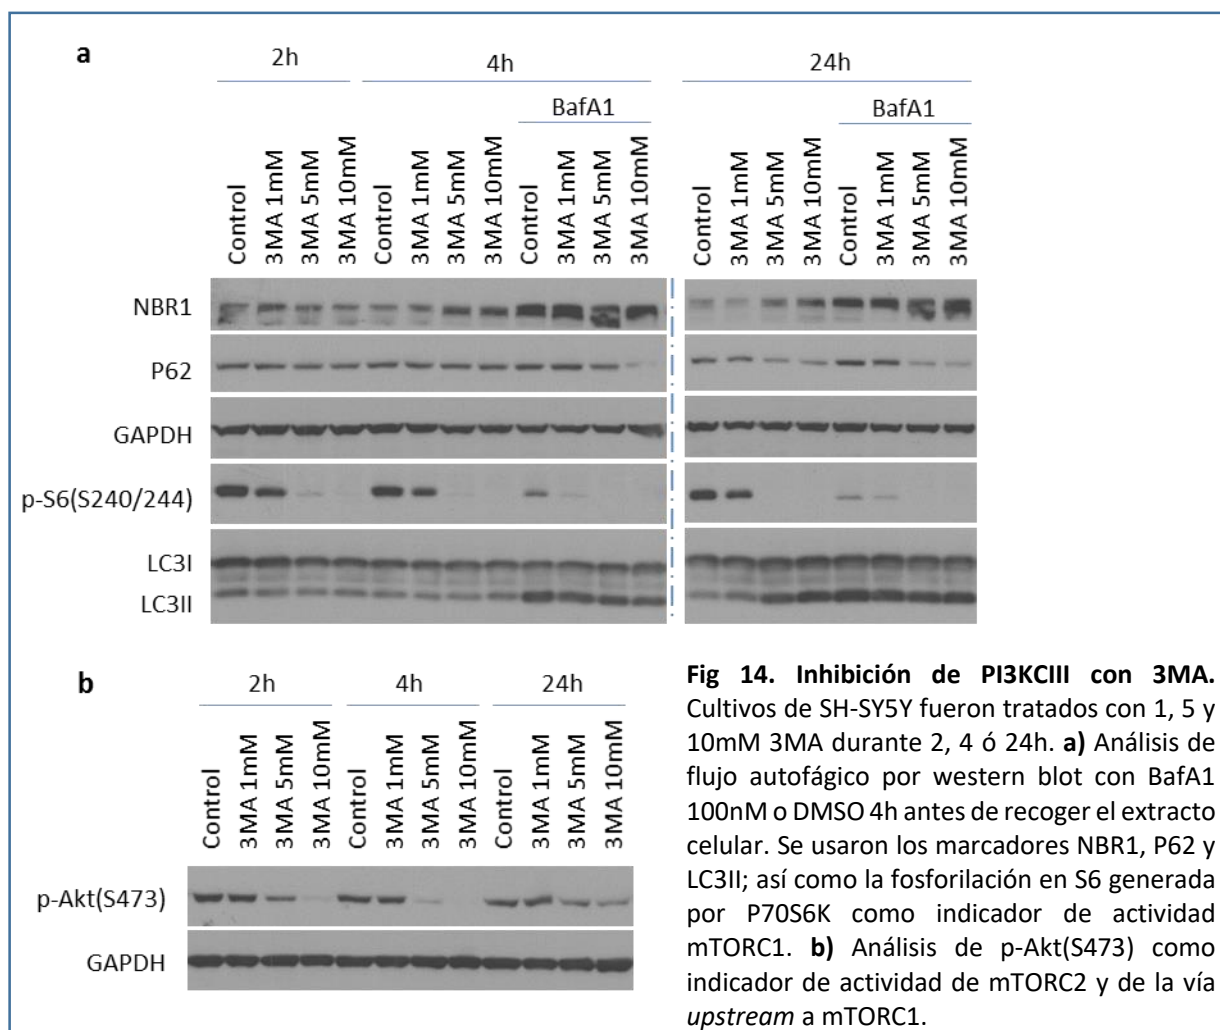 a
2h 4h 24h
BafA1 BafA1
Control 3MA 1mM 3MA 5mM 3MA 10mM Control 3MA 1mM 3MA 5mM 3MA 10mM Control 3MA 1mM 3MA 5mM 3MA 10mM Control 3MA 1mM 3MA 5mM 3MA 10mM Control 3MA 1mM 3MA 5mM 3MA 10mM
NBR1
P62
GAPDH
p-S6(S240/244)
LC3I
LC3II
b
2h 4h 24h
Control 3MA 1mM 3MA 5mM 3MA 10mM Control 3MA 1mM 3MA 5mM 3MA 10mM Control 3MA 1mM 3MA 5mM 3MA 10mM
p-Akt(S473)
GAPDH
Fig 14. Inhibición de PI3KCIII con 3MA.
Cultivos de SH-SY5Y fueron tratados con 1, 5 y
10mM 3MA durante 2, 4 ó 24h. a) Análisis de
flujo autofágico por western blot con BafA1
100nM o DMSO 4h antes de recoger el extracto
celular. Se usaron los marcadores NBR1, P62 y
LC3II; así como la fosforilación en S6 generada
por P70S6K como indicador de actividad
mTORC1. b) Análisis de p-Akt(S473) como
indicador de actividad de mTORC2 y de la vía
upstream a mTORC1.